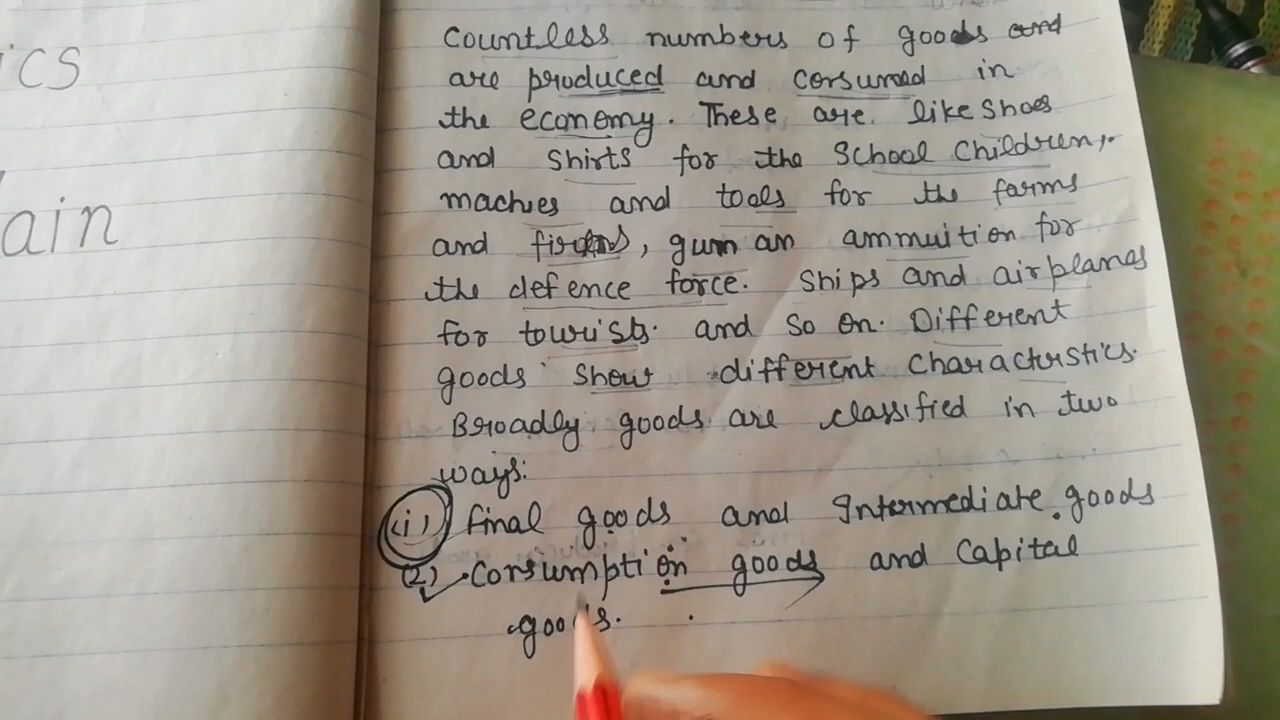 ics
ain
Countless numbers of goods and
are produced and consumed in
the economy. These are. like shoes
and Shirts for the School Children,
machies and tools for the farms
and firms, gum an ammuition for
the defence force. Ships and airplanes
for tourists. and so on. Different
goods show different Characterstics.
Broadly goods are classified in two
ways:
(i) final goods and Intermediate goods
(2) Consumption goods and Capital
goods.